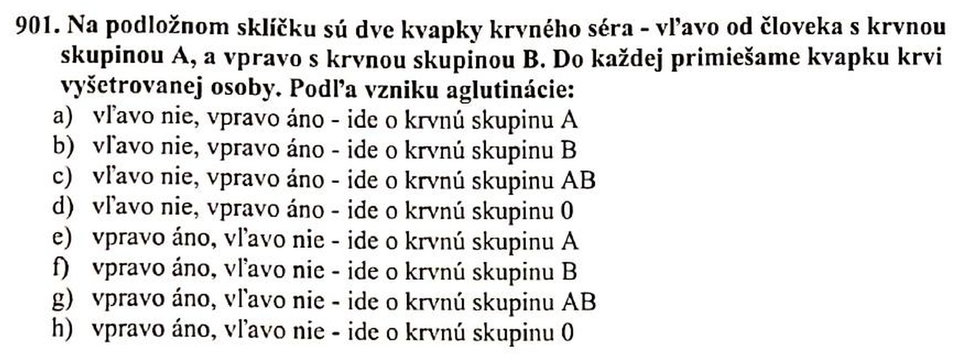 901. Na podložnom sklíčku sú dve kvapky krvného séra - vľavo od človeka s krvnou
skupinou A, a vpravo s krvnou skupinou B. Do každej primiešame kvapku krvi
vyšetrovanej osoby. Podľa vzniku aglutinácie:
a) vľavo nie, vpravo áno - ide o krvnú skupinu A
b) vľavo nie, vpravo áno - ide o krvnú skupinu B
c) vľavo nie, vpravo áno - ide o krvnú skupinu AB
d) vľavo nie, vpravo áno - ide o krvnú skupinu 0
e) vpravo áno, vľavo nie - ide o krvnú skupinu A
f) vpravo áno, vľavo nie - ide o krvnú skupinu B
g) vpravo áno, vľavo nie - ide o krvnú skupinu AB
h) vpravo áno, vľavo nie - ide o krvnú skupinu 0